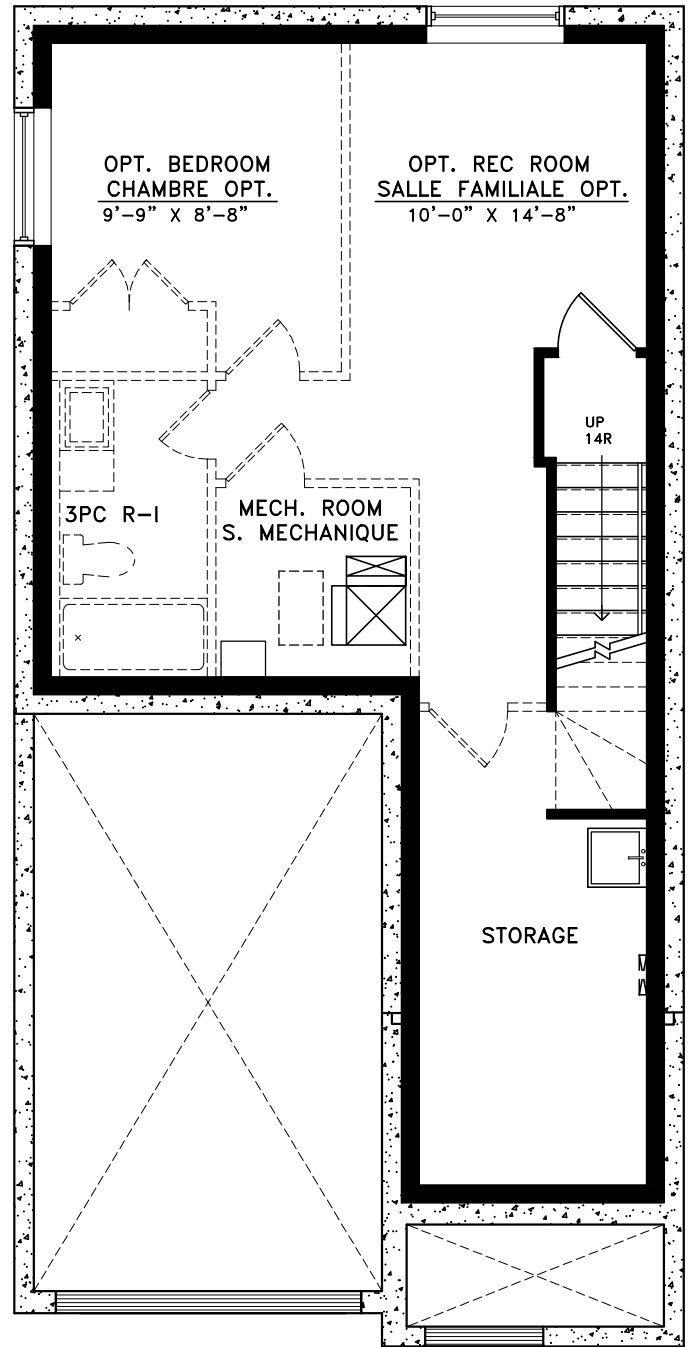 OPT. BEDROOM
CHAMBRE OPT.
9'-9" X 8'-8"
OPT. REC ROOM
SALLE FAMILIALE OPT.
10'-0" X 14'-8"
UP
14R
3PC R-I
MECH. ROOM
S. MECHANIQUE
STORAGE